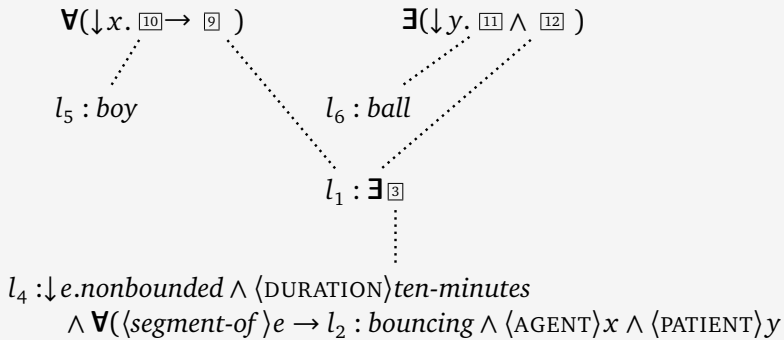 ∀(↓x. 10 → 9 )    ∃(↓y. 11 ∧ 12 )
l₅ : boy    l₆ : ball
l₁ : ∃ 3
l₄ :↓e.nonbounded ∧ ⟨DURATION⟩ten-minutes
∧ ∀(⟨segment-of ⟩e → l₂ : bouncing ∧ ⟨AGENT⟩x ∧ ⟨PATIENT⟩y